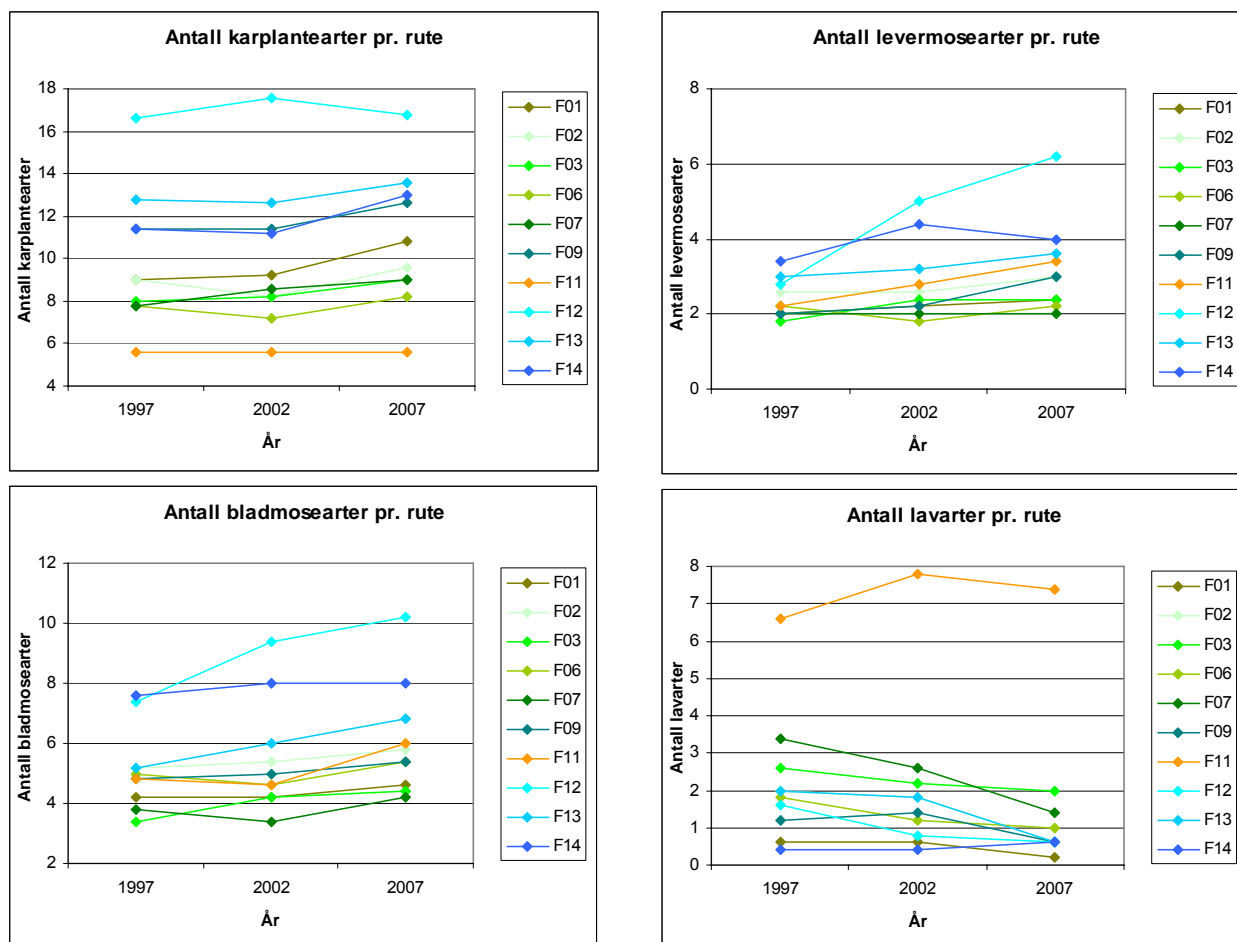 Antall karplantearter pr. rute
Antall karplantearter
18
16
14
12
10
8
6
4
1997 2002 2007
År
F01
F02
F03
F06
F07
F09
F11
F12
F13
F14
Antall levermosearter pr. rute
Antall levermosearter
8
6
4
2
0
1997 2002 2007
År
F01
F02
F03
F06
F07
F09
F11
F12
F13
F14
Antall bladmosearter pr. rute
Antall bladmosearter
12
10
8
6
4
2
1997 2002 2007
År
F01
F02
F03
F06
F07
F09
F11
F12
F13
F14
Antall lavarter pr. rute
Antall lavarter
8
7
6
5
4
3
2
1
0
1997 2002 2007
År
F01
F02
F03
F06
F07
F09
F11
F12
F13
F14